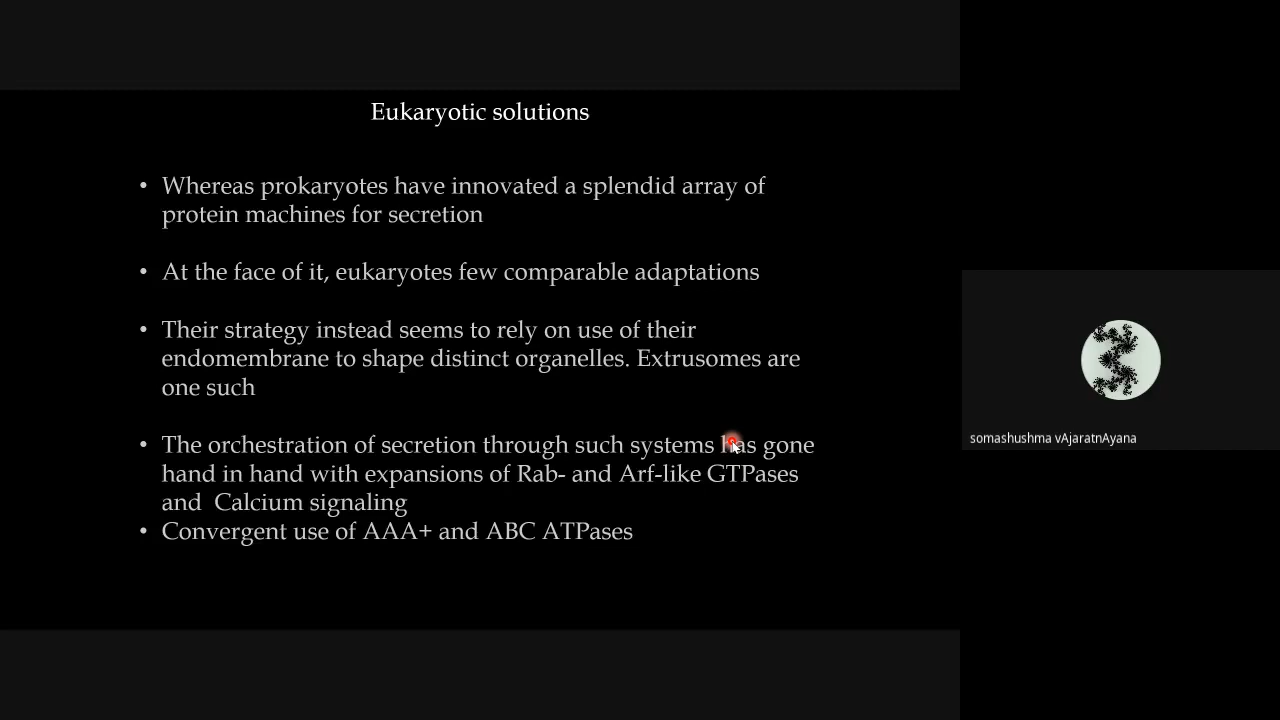 Eukaryotic solutions
• Whereas prokaryotes have innovated a splendid array of
protein machines for secretion
• At the face of it, eukaryotes few comparable adaptations
• Their strategy instead seems to rely on use of their
endomembrane to shape distinct organelles. Extrusomes are
one such
• The orchestration of secretion through such systems has gone
hand in hand with expansions of Rab- and Arf-like GTPases
and Calcium signaling
• Convergent use of AAA+ and ABC ATPases
somashushma vAjaratnAyana